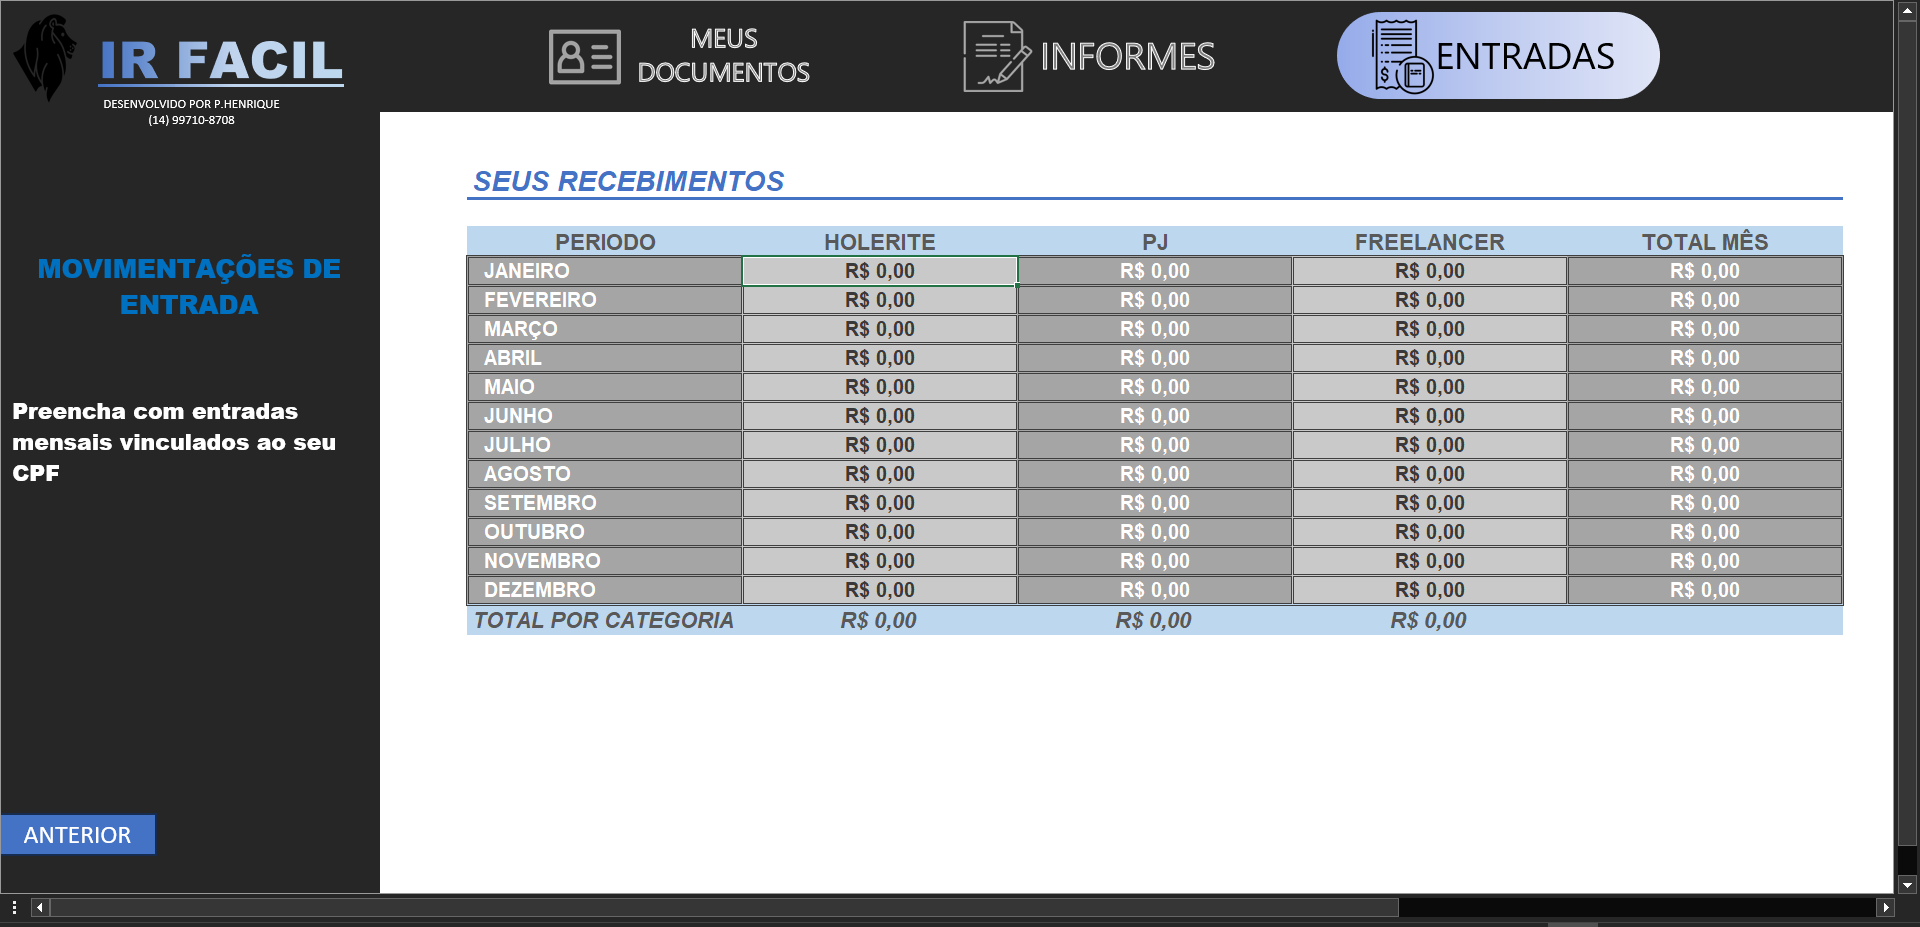 IR FACIL
DESENVOLVIDO POR P.HENRIQUE
(14) 99710-8708
MEUS
DOCUMENTOS
INFORMES
ENTRADAS
MOVIMENTAÇÕES DE
ENTRADA
Preencha com entradas
mensais vinculados ao seu
CPF
ANTERIOR
SEUS RECEBIMENTOS
PERIODO HOLERITE PJ FREELANCER TOTAL MÊS
JANEIRO R$ 0,00 R$ 0,00 R$ 0,00 R$ 0,00
FEVEREIRO R$ 0,00 R$ 0,00 R$ 0,00 R$ 0,00
MARÇO R$ 0,00 R$ 0,00 R$ 0,00 R$ 0,00
ABRIL R$ 0,00 R$ 0,00 R$ 0,00 R$ 0,00
MAIO R$ 0,00 R$ 0,00 R$ 0,00 R$ 0,00
JUNHO R$ 0,00 R$ 0,00 R$ 0,00 R$ 0,00
JULHO R$ 0,00 R$ 0,00 R$ 0,00 R$ 0,00
AGOSTO R$ 0,00 R$ 0,00 R$ 0,00 R$ 0,00
SETEMBRO R$ 0,00 R$ 0,00 R$ 0,00 R$ 0,00
OUTUBRO R$ 0,00 R$ 0,00 R$ 0,00 R$ 0,00
NOVEMBRO R$ 0,00 R$ 0,00 R$ 0,00 R$ 0,00
DEZEMBRO R$ 0,00 R$ 0,00 R$ 0,00 R$ 0,00
TOTAL POR CATEGORIA R$ 0,00 R$ 0,00 R$ 0,00